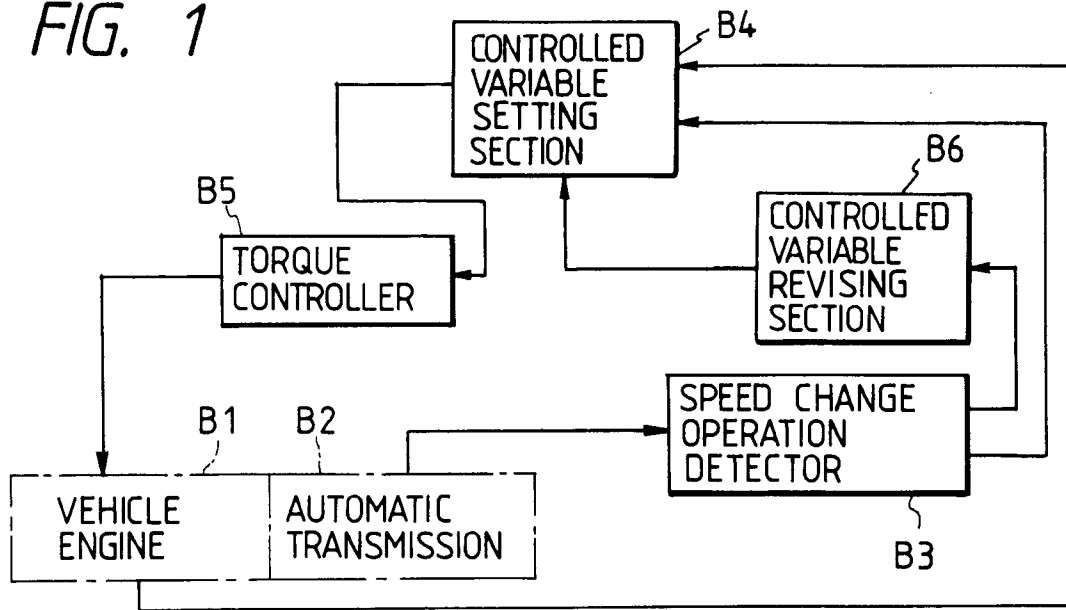 FIG. 1
B4
CONTROLLED
VARIABLE
SETTING
SECTION
B6
CONTROLLED
VARIABLE
REVISING
SECTION
B5
TORQUE
CONTROLLER
SPEED CHANGE
OPERATION
DETECTOR
B3
B1
VEHICLE
ENGINE
B2
AUTOMATIC
TRANSMISSION